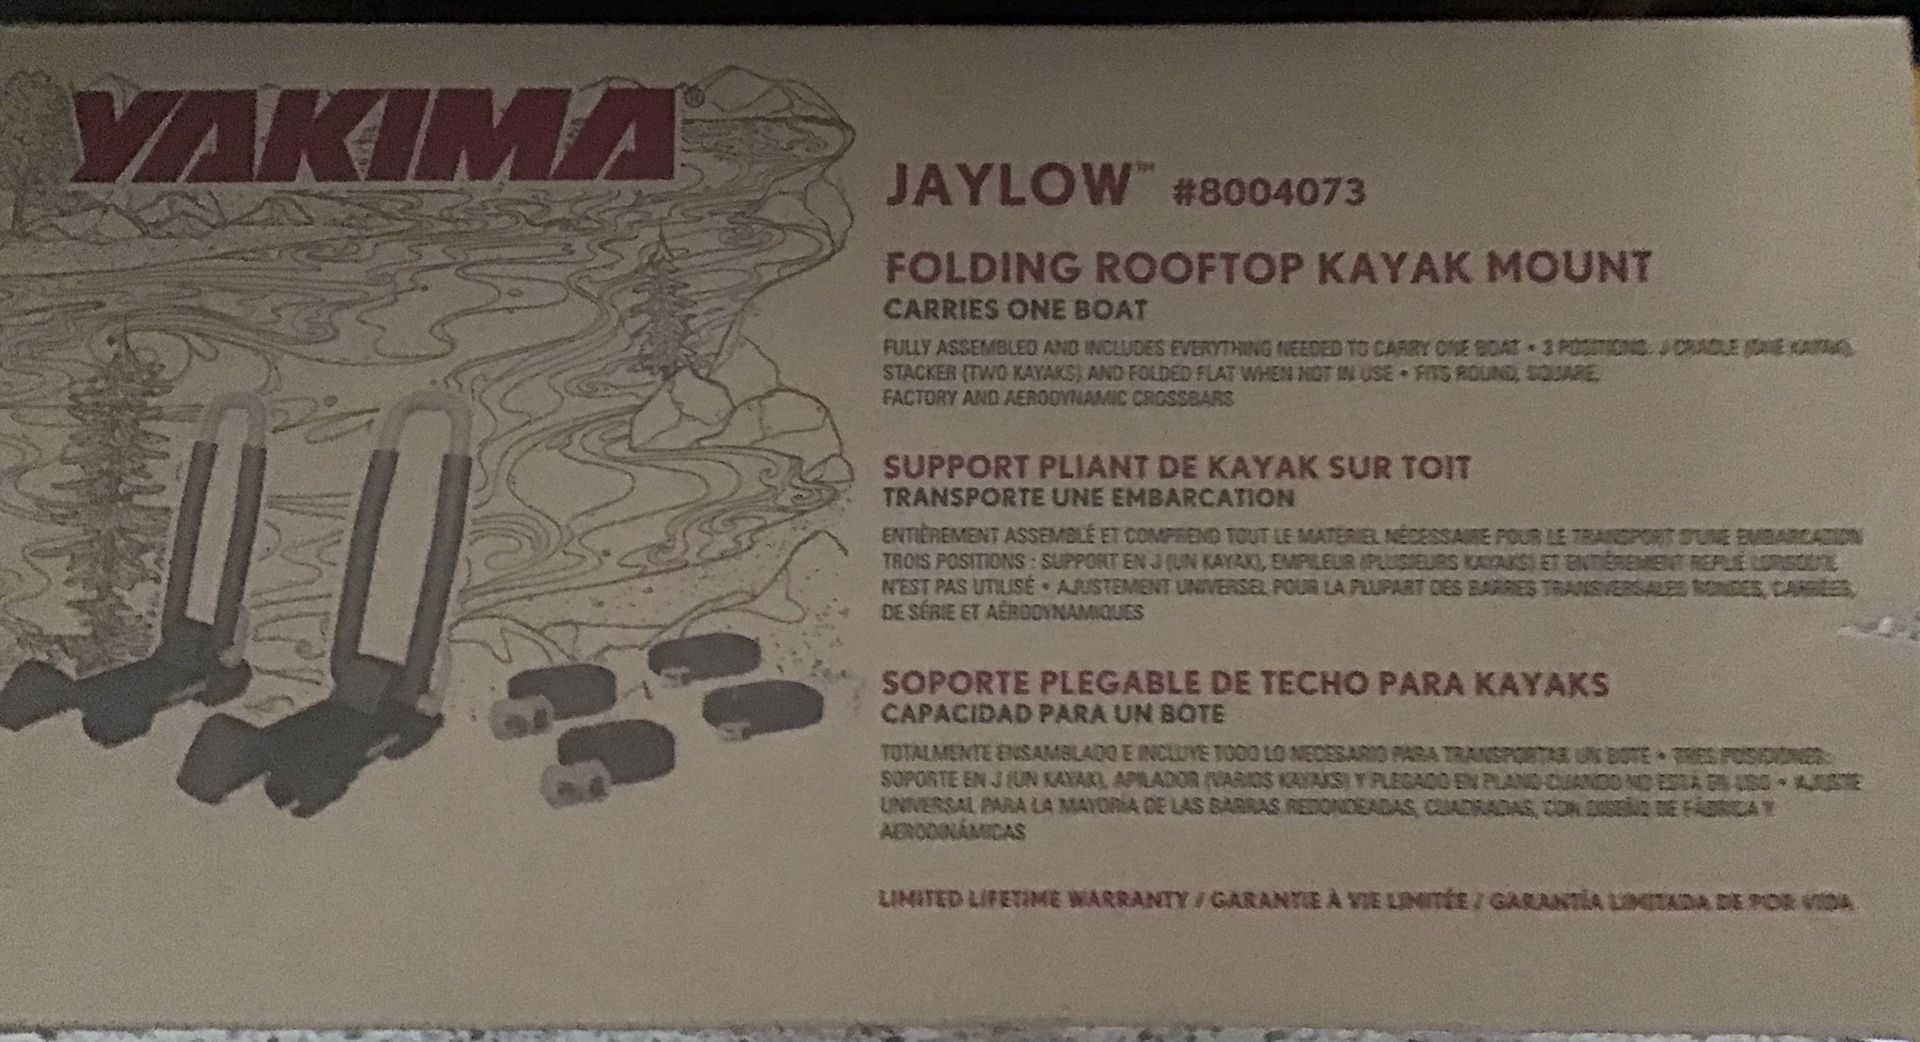 YAKIMA®
JAYLOW™ #8004073
FOLDING ROOFTOP KAYAK MOUNT
CARRIES ONE BOAT
FULLY ASSEMBLED AND INCLUDES EVERYTHING NEEDED TO CARRY ONE BOAT • 3 POSITIONS: J CRADLE (ONE KAYAK),
STACKER (TWO KAYAKS) AND FOLDED FLAT WHEN NOT IN USE • FITS ROUND, SQUARE,
FACTORY AND AERODYNAMIC CROSSBARS
SUPPORT PLIANT DE KAYAK SUR TOIT
TRANSPORTE UNE EMBARCATION
ENTIÈREMENT ASSEMBLÉ ET COMPREND TOUT LE MATÉRIEL NÉCESSAIRE POUR LE TRANSPORT D'UNE EMBARCATION
TROIS POSITIONS : SUPPORT EN J (UN KAYAK), EMPILEUR (PLUSIEURS KAYAKS) ET ENTIÈREMENT REPLIÉ LORSQU'IL
N'EST PAS UTILISÉ • AJUSTEMENT UNIVERSEL POUR LA PLUPART DES BARRES TRANSVERSALES RONDES, CARRÉES,
DE SÉRIE ET AÉRODYNAMIQUES
SOPORTE PLEGABLE DE TECHO PARA KAYAKS
CAPACIDAD PARA UN BOTE
TOTALMENTE ENSAMBLADO E INCLUYE TODO LO NECESARIO PARA TRANSPORTAR UN BOTE • TRES POSICIONES:
SOPORTE EN J (UN KAYAK), APILADOR (VARIOS KAYAKS) Y PLEGADO EN PLANO CUANDO NO ESTÁ EN USO • AJUSTE
UNIVERSAL PARA LA MAYORÍA DE LAS BARRAS REDONDEADAS, CUADRADAS, CON DISEÑO DE FÁBRICA Y
AERODINÁMICAS
LIMITED LIFETIME WARRANTY / GARANTIE À VIE LIMITÉE / GARANTÍA LIMITADA DE POR VIDA